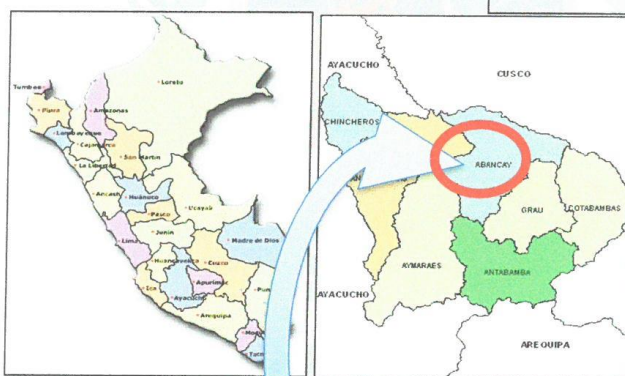 Tumbes
Loreto
Piura
Amazonas
Lambayeque
Cajamarca
San Martín
La Libertad
Ancash
Huánuco
Ucayali
Pasco
Lima
Junín
Madre de Dios
Huancavelica
Cusco
Ica
Apurímac
Ayacucho
Arequipa
AYACUCHO
CUSCO
CHINCHEROS
ABANCAY
GRAU
COTABAMBAS
AYMARAES
ANTABAMBA
AYACUCHO
AREQUIPA